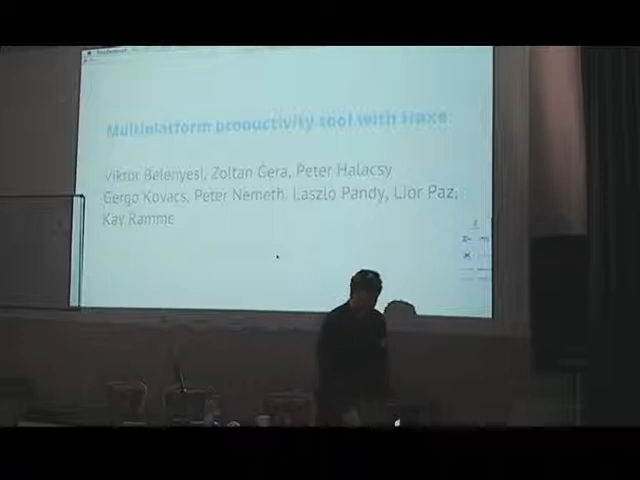 Multiplatform productivity tool with Haxe
Viktor Belenyesi, Zoltan Gera, Peter Halacsy
Gergo Kovacs, Peter Nemeth, Laszlo Pandy, Lior Paz,
Kay Ramme